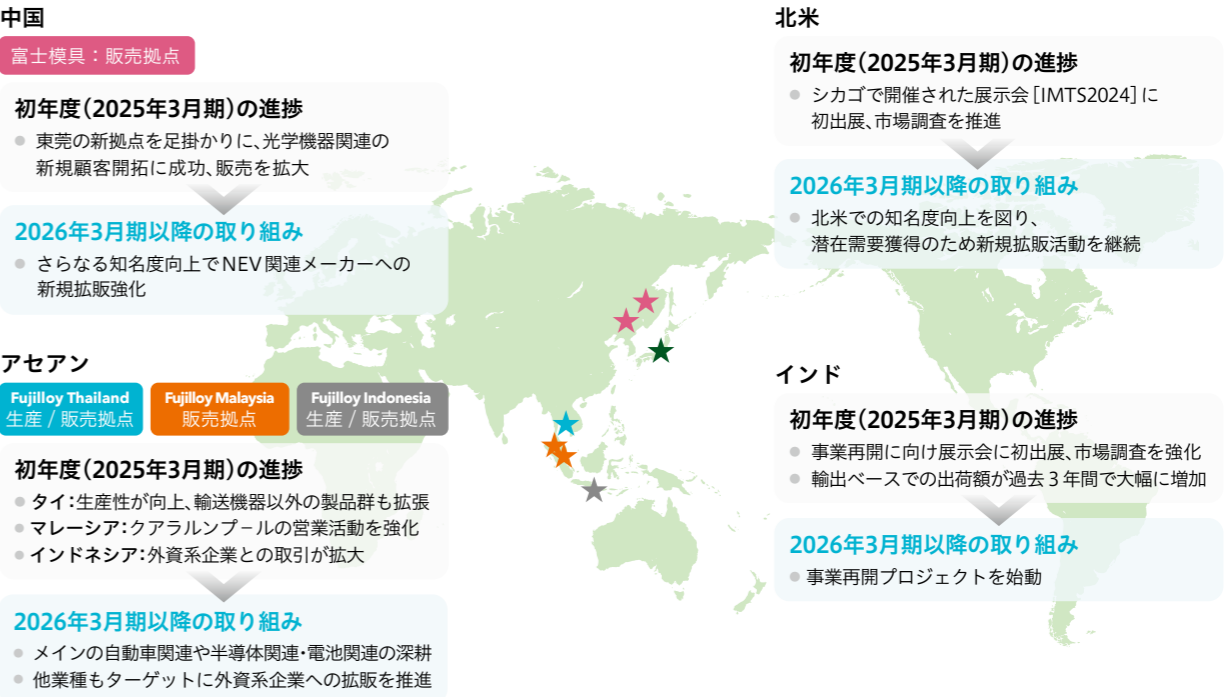 中国
富士模具：販売拠点
初年度（2025年3月期）の進捗
● 東莞の新拠点を足掛かりに、光学機器関連の
新規顧客開拓に成功、販売を拡大
2026年3月期以降の取り組み
● さらなる知名度向上でNEV関連メーカーへの
新規拡販強化
アセアン
Fujilloy Thailand
生産 / 販売拠点
Fujilloy Malaysia
販売拠点
Fujilloy Indonesia
生産 / 販売拠点
初年度（2025年3月期）の進捗
● タイ：生産性が向上、輸送機器以外の製品群も拡張
● マレーシア：クアラルンプ−ルの営業活動を強化
● インドネシア：外資系企業との取引が拡大
2026年3月期以降の取り組み
● メインの自動車関連や半導体関連・電池関連の深耕
● 他業種もターゲットに外資系企業への拡販を推進
北米
初年度（2025年3月期）の進捗
● シカゴで開催された展示会［IMTS2024］に
初出展、市場調査を推進
2026年3月期以降の取り組み
● 北米での知名度向上を図り、
潜在需要獲得のため新規拡販活動を継続
インド
初年度（2025年3月期）の進捗
● 事業再開に向け展示会に初出展、市場調査を強化
● 輸出ベースでの出荷額が過去3年間で大幅に増加
2026年3月期以降の取り組み
● 事業再開プロジェクトを始動